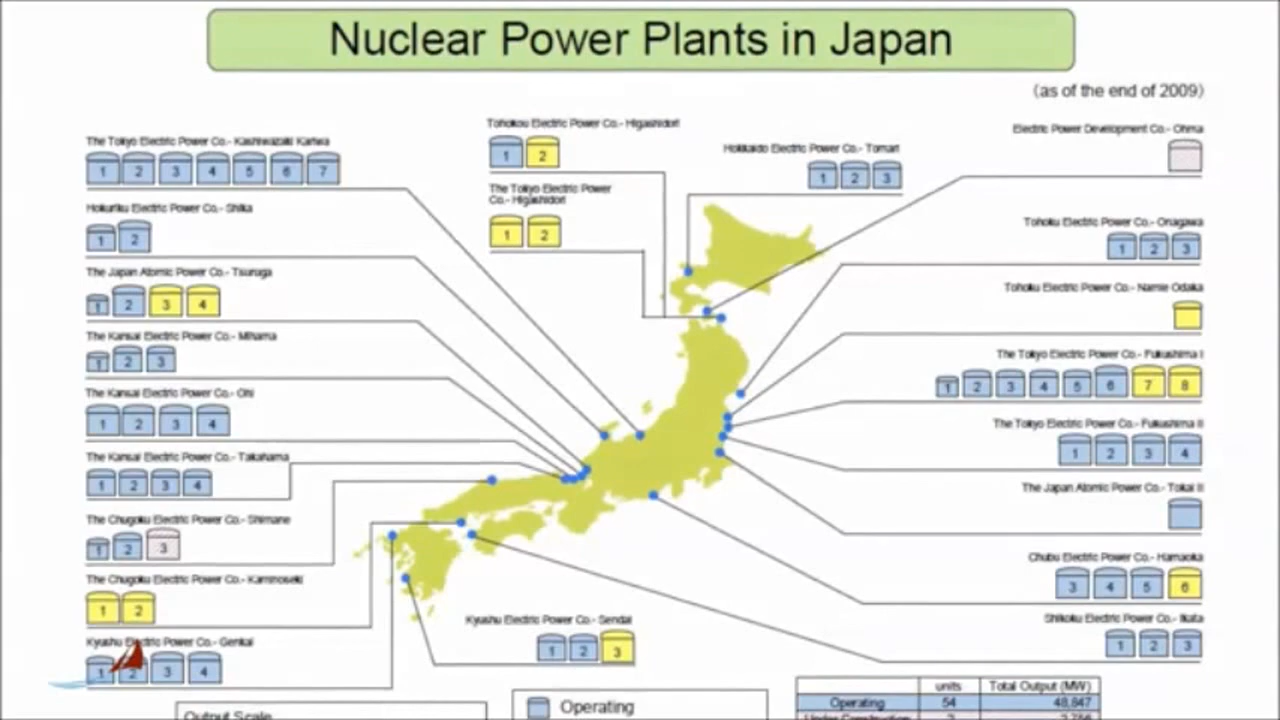 Nuclear Power Plants in Japan
(as of the end of 2009)
The Tokyo Electric Power Co.- Kashiwazaki Kariwa
1 2 3 4 5 6 7
Hokuriku Electric Power Co.- Shika
1 2
The Japan Atomic Power Co.- Tsuruga
1 2 3 4
The Kansai Electric Power Co.- Mihama
1 2 3
The Kansai Electric Power Co.- Ohi
1 2 3 4
The Kansai Electric Power Co.- Takahama
1 2 3 4
The Chugoku Electric Power Co.- Shimane
1 2 3
The Chugoku Electric Power Co.- Kaminoseki
1 2
Kyushu Electric Power Co.- Genkai
1 2 3 4
Tohokou Electric Power Co.- Higashidori
1 2
The Tokyo Electric Power
Co.- Higashidori
1 2
Hokkaido Electric Power Co.- Tomari
1 2 3
Kyushu Electric Power Co.- Sendai
1 2 3
Electric Power Development Co.- Ohma
Tohoku Electric Power Co.- Onagawa
1 2 3
Tohoku Electric Power Co.- Namie Odaka
The Tokyo Electric Power Co.- Fukushima I
1 2 3 4 5 6 7 8
The Tokyo Electric Power Co.- Fukushima II
1 2 3 4
The Japan Atomic Power Co.- Tokai II
Chubu Electric Power Co.- Hamaoka
3 4 5 6
Shikoku Electric Power Co.- Ikata
1 2 3
Output Scale
Operating
units Total Output (MW)
Operating 54 48,847
Under Construction